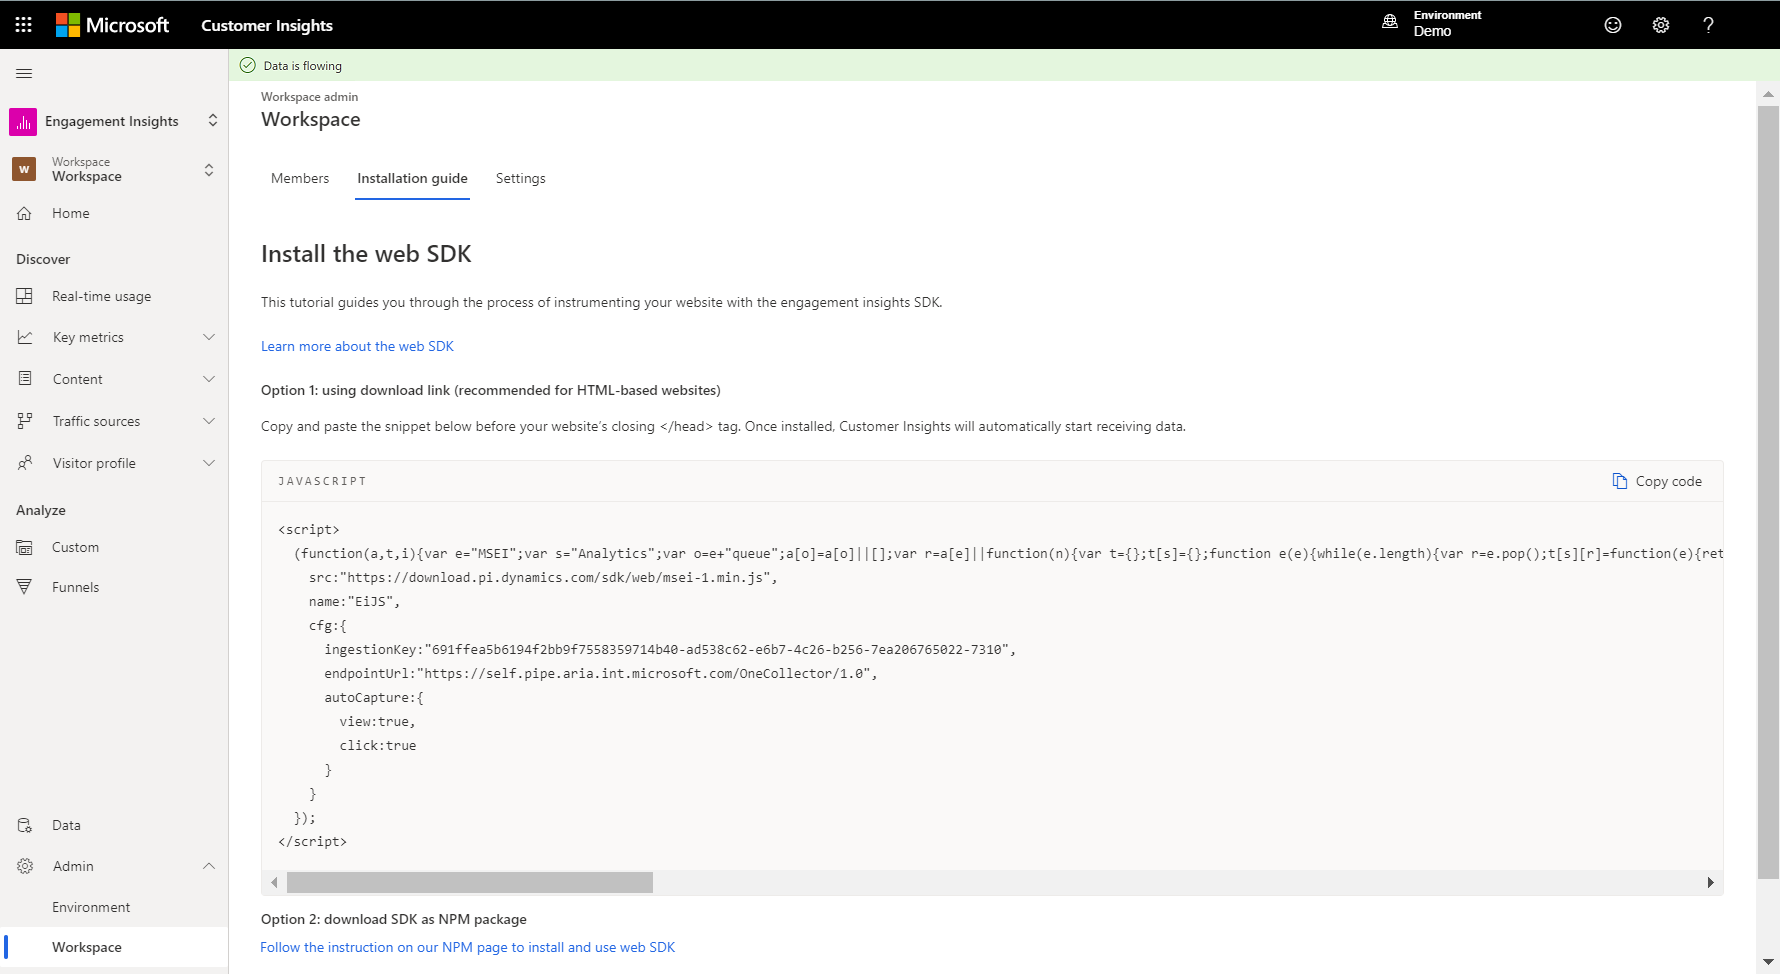 Microsoft
Customer Insights
Environment
Demo
?
Data is flowing
Engagement Insights
W
Workspace
Workspace
Home
Discover
Real-time usage
Key metrics
Content
Traffic sources
Visitor profile
Analyze
Custom
Funnels
Data
Admin
Environment
Workspace
Workspace admin
Workspace
Members
Installation guide
Settings
Install the web SDK
This tutorial guides you through the process of instrumenting your website with the engagement insights SDK.
Learn more about the web SDK
Option 1: using download link (recommended for HTML-based websites)
Copy and paste the snippet below before your website's closing </head> tag. Once installed, Customer Insights will automatically start receiving data.
JAVASCRIPT
Copy code
<script>
(function(a,t,i){var e="MSEI";var s="Analytics";var o=e+"queue";a[o]=a[o]||[];var r=a[e]||function(n){var t={};t[s]={};function e(e){while(e.length){var r=e.pop();t[s][r]=function(e){ret
src:"https://download.pi.dynamics.com/sdk/web/msei-1.min.js",
name:"EiJS",
cfg:{
ingestionKey:"691ffea5b6194f2bb9f7558359714b40-ad538c62-e6b7-4c26-b256-7ea206765022-7310",
endpointUrl:"https://self.pipe.aria.int.microsoft.com/OneCollector/1.0",
autoCapture:{
view:true,
click:true
}
}
});
</script>
Option 2: download SDK as NPM package
Follow the instruction on our NPM page to install and use web SDK